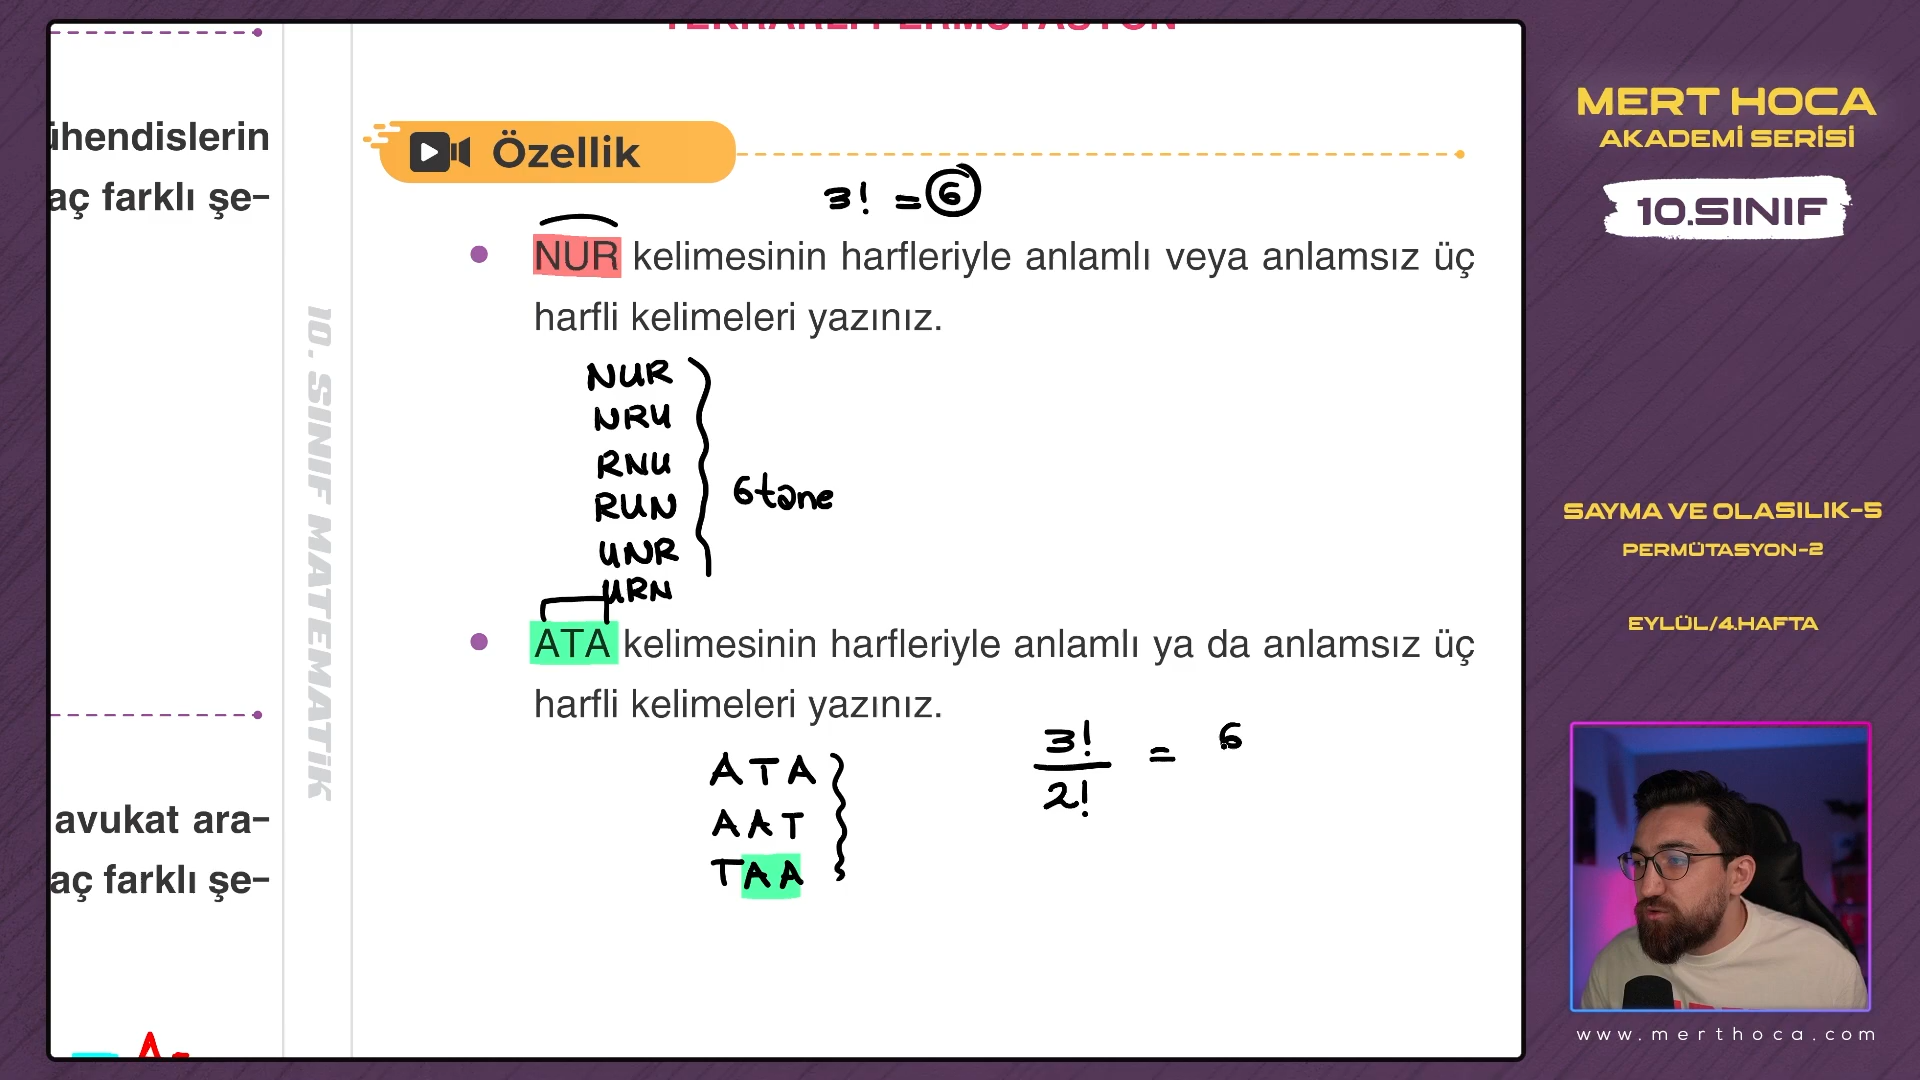 TEKRARLI PERMÜTASYON
ühendislerin
aç farklı şe-
Özellik
3! = 6
NUR kelimesinin harfleriyle anlamlı veya anlamsız üç
harfli kelimeleri yazınız.
NUR
NRU
RNU
RUN
UNR
URN
6 tane
ATA kelimesinin harfleriyle anlamlı ya da anlamsız üç
harfli kelimeleri yazınız.
ATA
AAT
TAA
3!
2!
= 6
avukat ara-
aç farklı şe-
10. SINIF MATEMATİK
MERT HOCA
AKADEMİ SERİSİ
10.SINIF
SAYMA VE OLASILIK-5
PERMÜTASYON-2
EYLÜL/4.HAFTA
www.merthoca.com